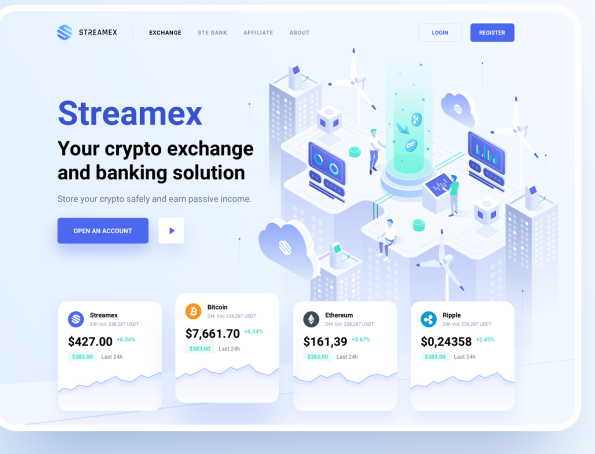 STREAMEX
EXCHANGE
STE BANK
AFFILIATE
ABOUT
LOGIN
REGISTER
Streamex
Your crypto exchange
and banking solution
Store your crypto safely and earn passive income.
OPEN AN ACCOUNT
Streamex
24h Vol: 238,267 USDT
$427.00 +6.34%
$383.00 Last 24h
Bitcoin
24h Vol: 238,267 USDT
$7,661.70 +6.34%
$383.00 Last 24h
Ethereum
24h Vol: 238,267 USDT
$161,39 +3.67%
$383.00 Last 24h
Ripple
24h Vol: 238,267 USDT
$0,24358 +2.45%
$383.00 Last 24h